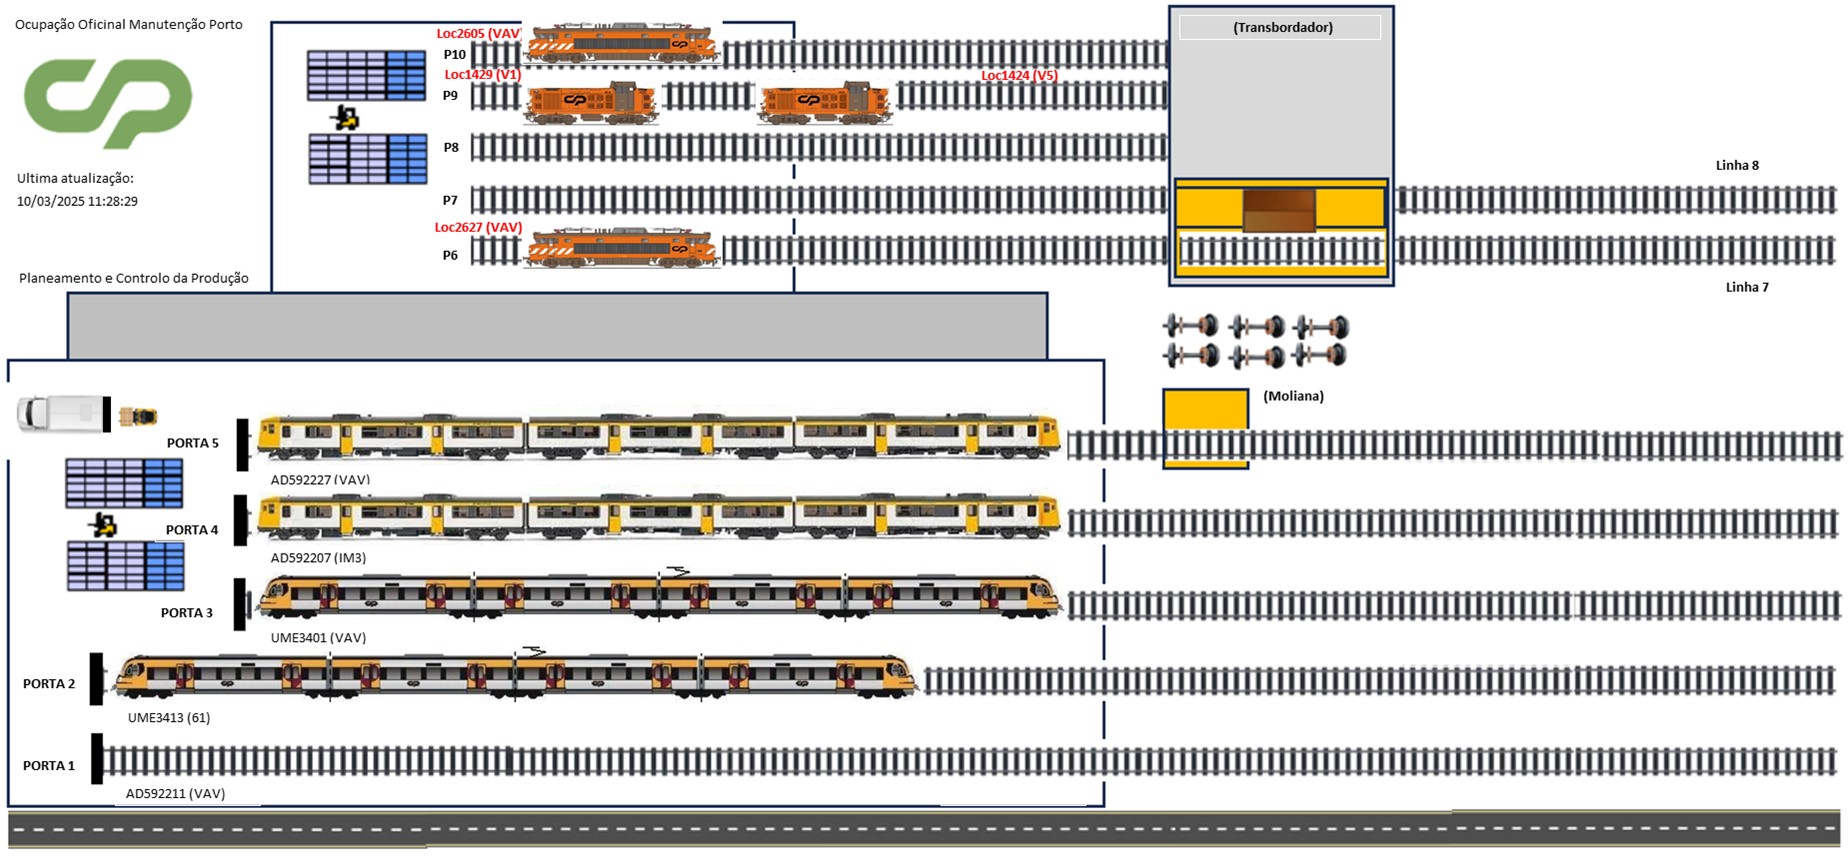 Ocupação Oficinal Manutenção Porto
CP
Ultima atualização:
10/03/2025 11:28:29
Planeamento e Controlo da Produção
Loc2605 (VAV)
P10
Loc1429 (V1)
Loc1424 (V5)
P9
P8
P7
Loc2627 (VAV)
P6
(Transbordador)
Linha 8
Linha 7
(Moliana)
PORTA 5
AD592227 (VAV)
PORTA 4
AD592207 (IM3)
PORTA 3
UME3401 (VAV)
PORTA 2
UME3413 (61)
PORTA 1
AD592211 (VAV)